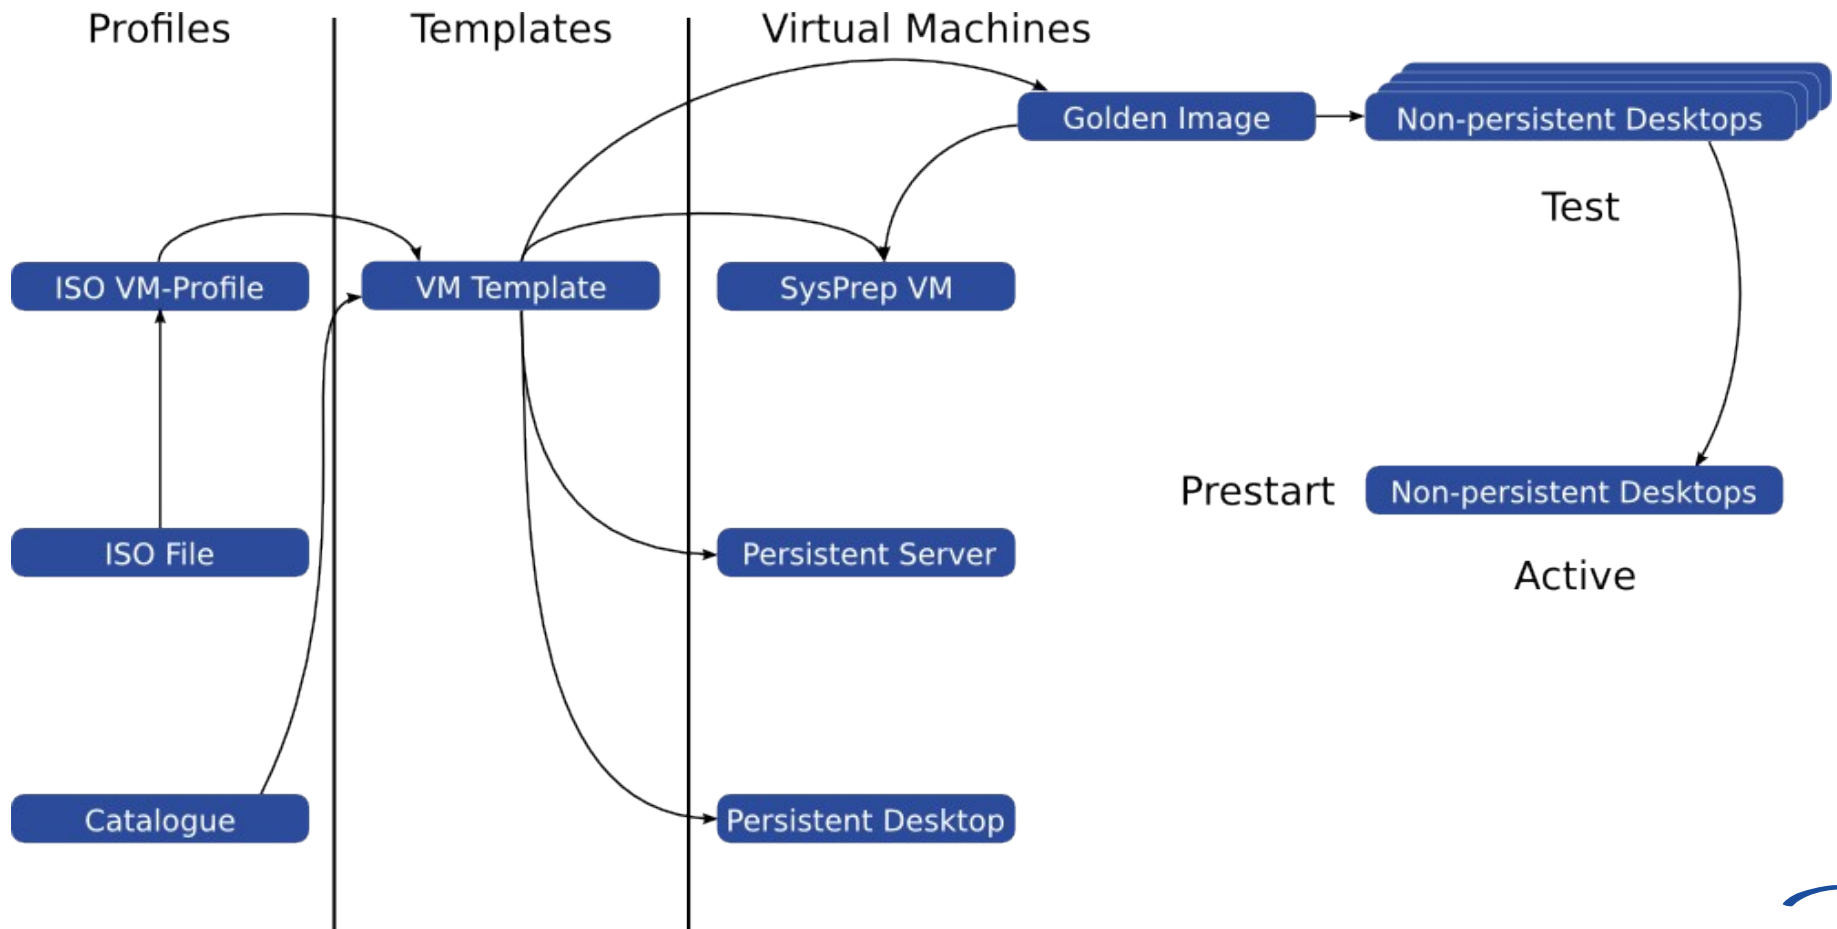 Profiles
Templates
Virtual Machines
Golden Image
Non-persistent Desktops
Test
ISO VM-Profile
VM Template
SysPrep VM
Prestart
Non-persistent Desktops
ISO File
Persistent Server
Active
Catalogue
Persistent Desktop